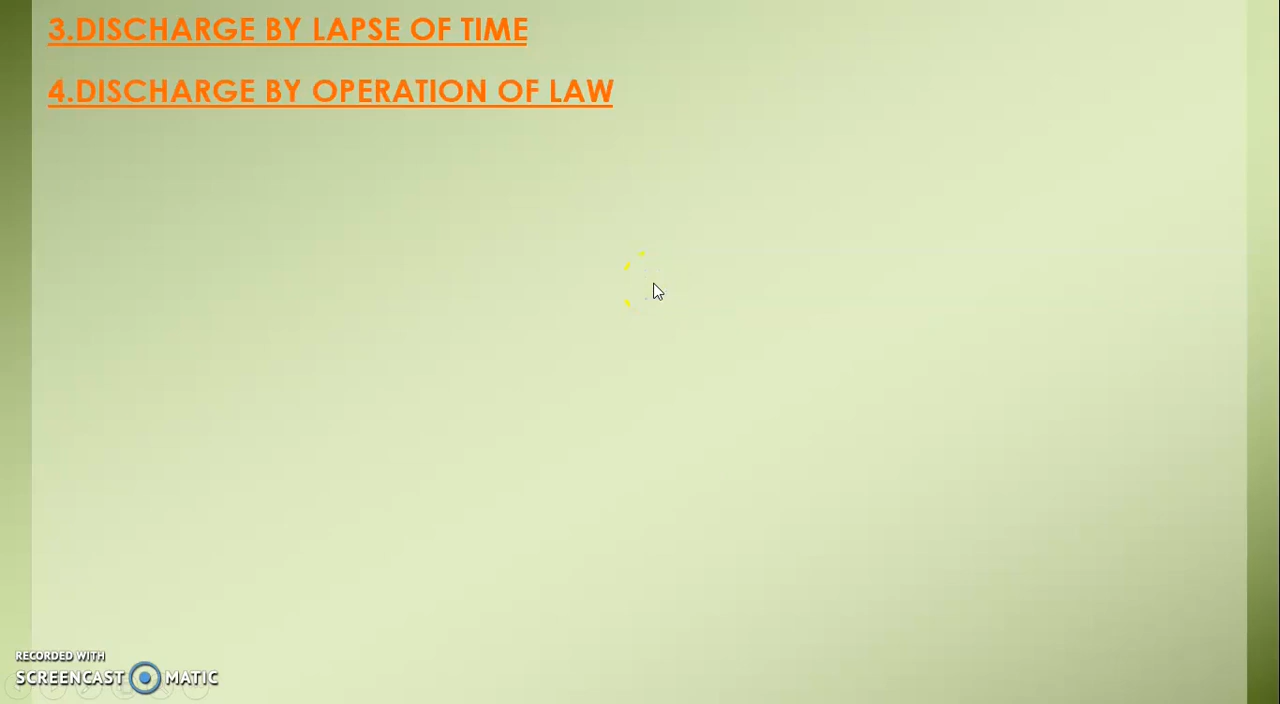 3.DISCHARGE BY LAPSE OF TIME
4.DISCHARGE BY OPERATION OF LAW
RECORDED WITH
SCREENCAST MATIC